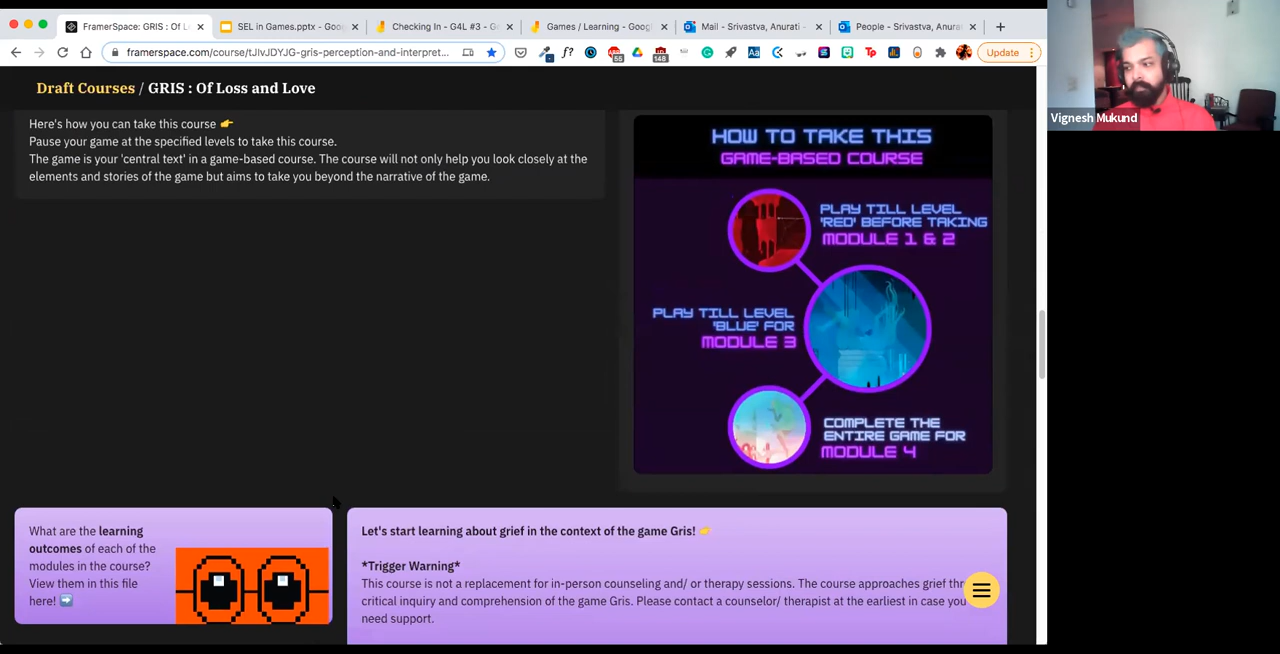 FramerSpace: GRIS : Of L
SEL in Games.pptx - Goo
Checking In - G4L #3 - G
Games / Learning - Goog
Mail - Srivastva, Anurati -
People - Srivastva, Anurat
framerspace.com/course/tJIvJDYJG-gris-perception-and-interpret...
Update
Draft Courses / GRIS : Of Loss and Love
Here's how you can take this course 👉
Pause your game at the specified levels to take this course.
The game is your 'central text' in a game-based course. The course will not only help you look closely at the
elements and stories of the game but aims to take you beyond the narrative of the game.
HOW TO TAKE THIS
GAME-BASED COURSE
PLAY TILL LEVEL
'RED' BEFORE TAKING
MODULE 1 & 2
PLAY TILL LEVEL
'BLUE' FOR
MODULE 3
COMPLETE THE
ENTIRE GAME FOR
MODULE 4
What are the learning
outcomes of each of the
modules in the course?
View them in this file
here! ➡️
Let's start learning about grief in the context of the game Gris! 👉
*Trigger Warning*
This course is not a replacement for in-person counseling and/ or therapy sessions. The course approaches grief thr
critical inquiry and comprehension of the game Gris. Please contact a counselor/ therapist at the earliest in case you
need support.
Vignesh Mukund